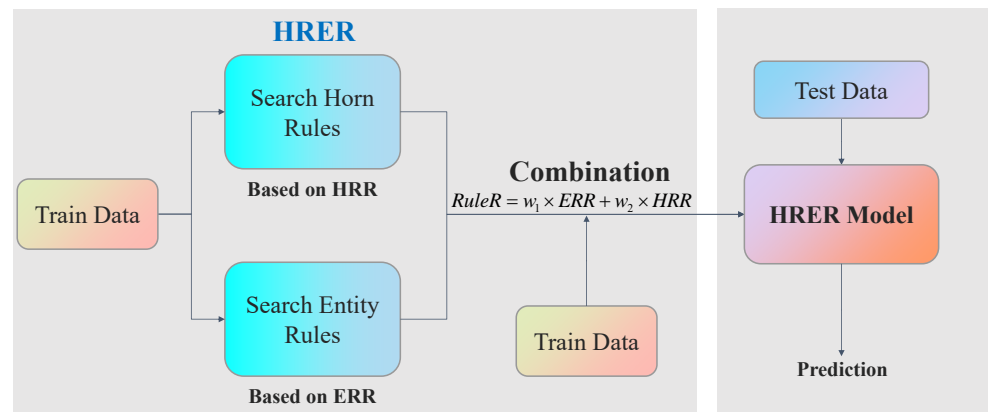 HRER
Search Horn
Rules
Based on HRR
Train Data
Search Entity
Rules
Based on ERR
Combination
RuleR = w₁ × ERR + w₂ × HRR
Train Data
Test Data
HRER Model
Prediction